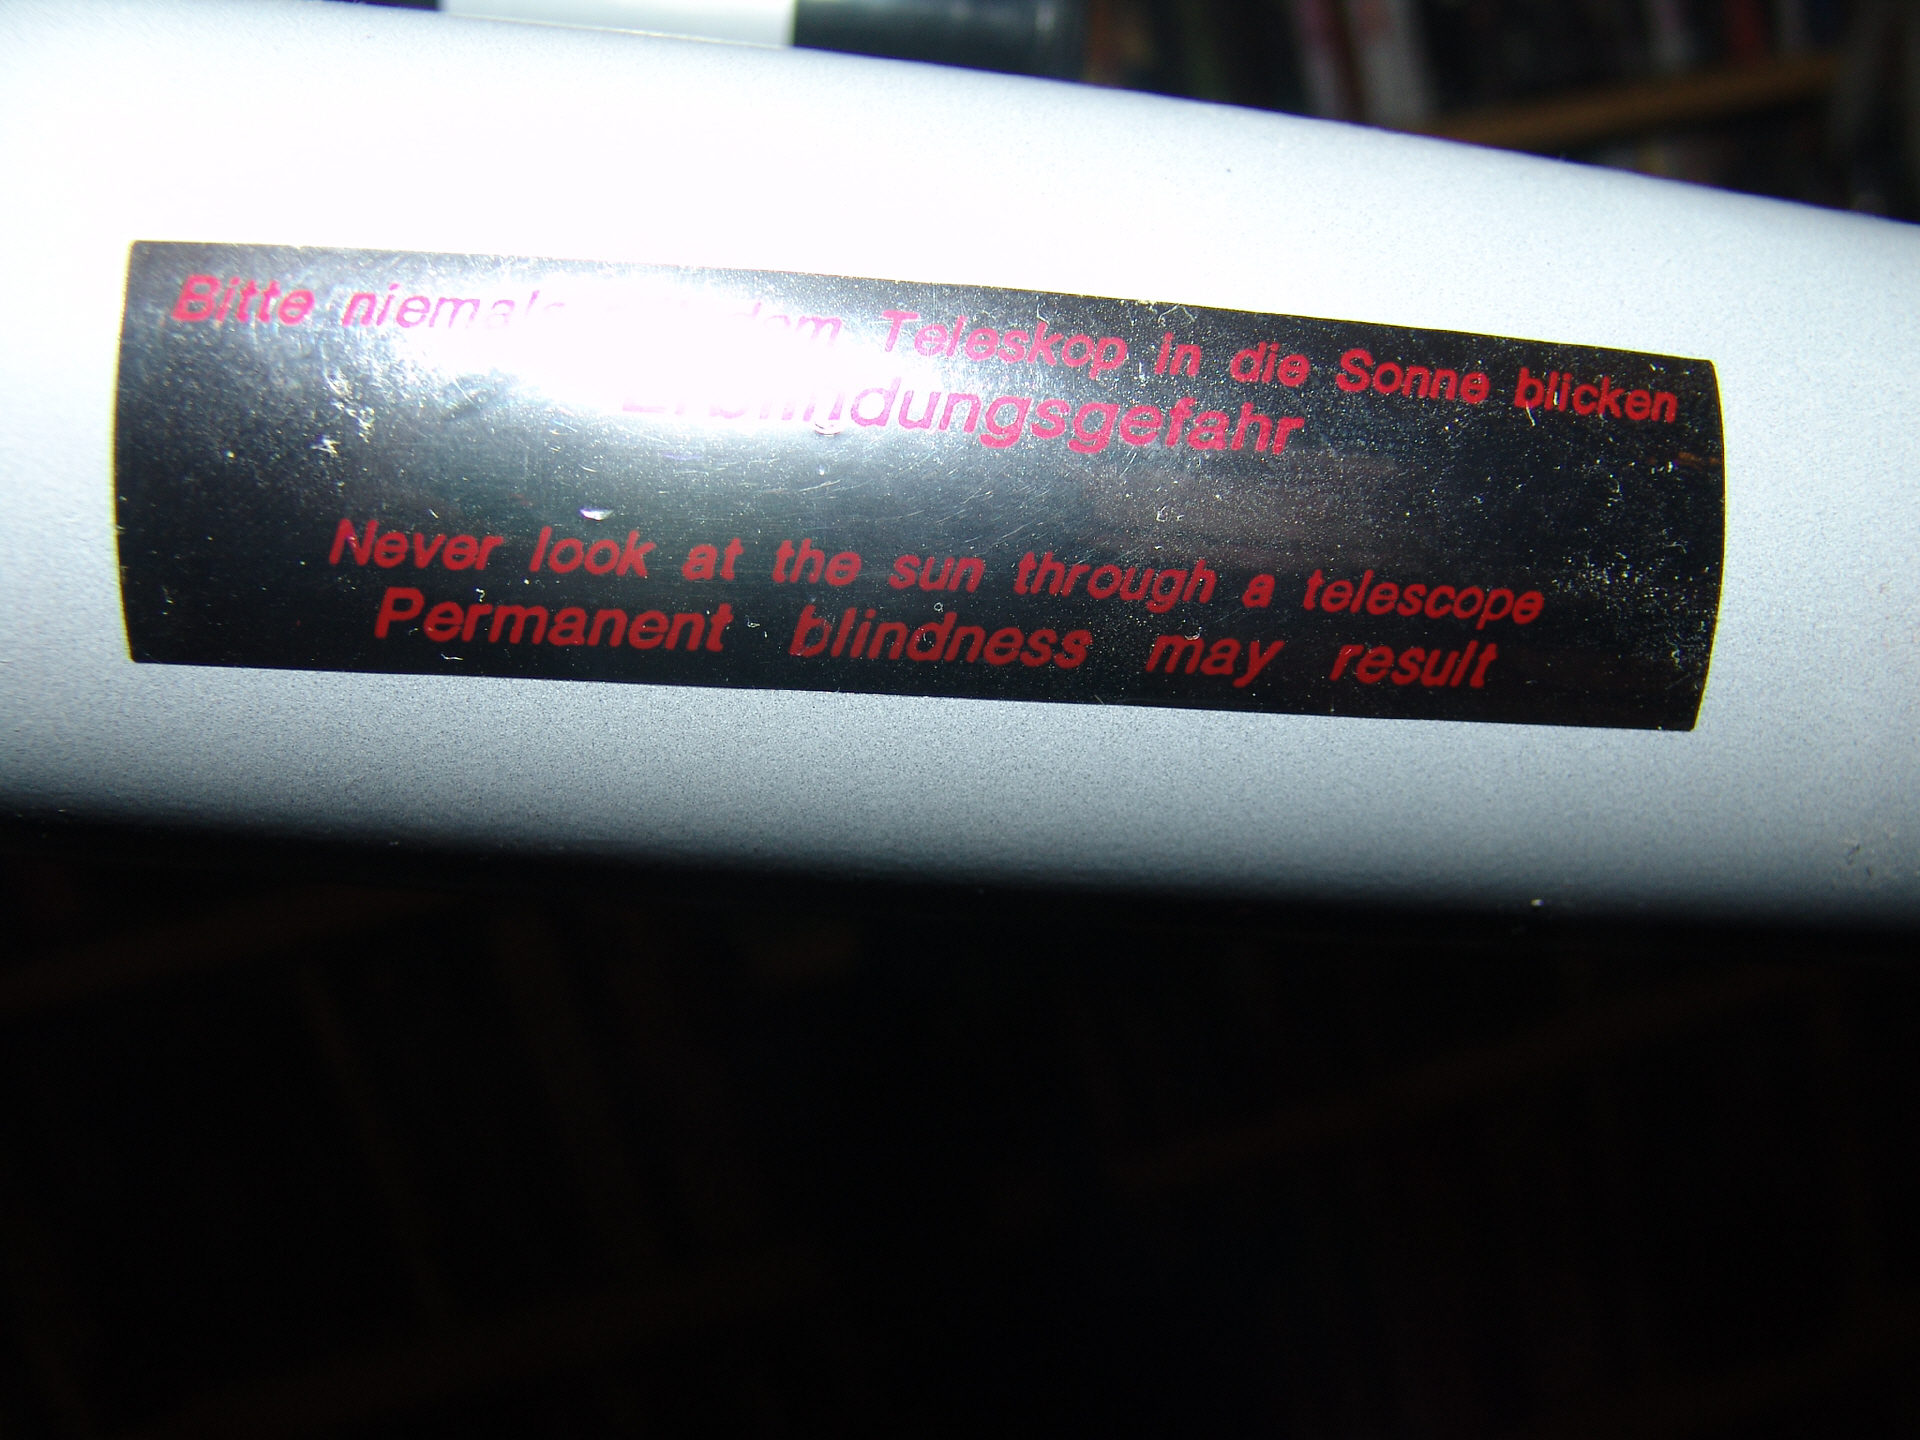 Bitte niemals dem Teleskop in die Sonne blicken
Erblindungsgefahr
Never look at the sun through a telescope
Permanent blindness may result